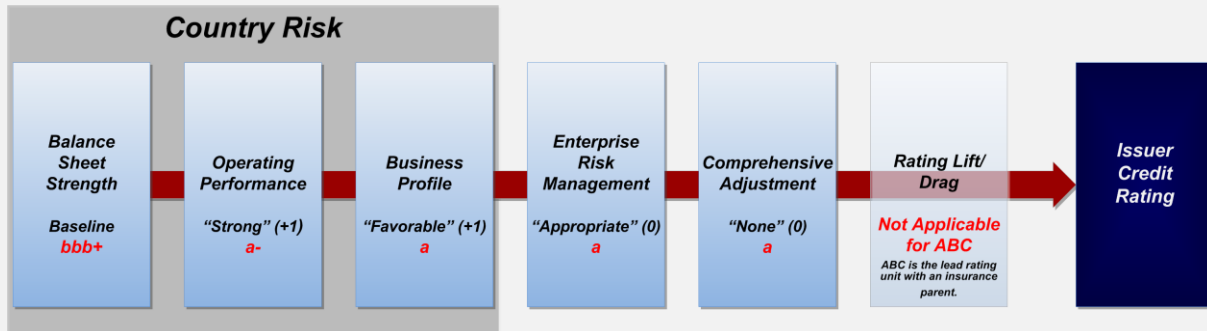 Country Risk
Balance
Sheet
Strength
Baseline
bbb+
Operating
Performance
“Strong” (+1)
a-
Business
Profile
“Favorable” (+1)
a
Enterprise
Risk
Management
“Appropriate” (0)
a
Comprehensive
Adjustment
“None” (0)
a
Rating Lift/
Drag
Not Applicable
for ABC
ABC is the lead rating
unit with an insurance
parent.
Issuer
Credit
Rating